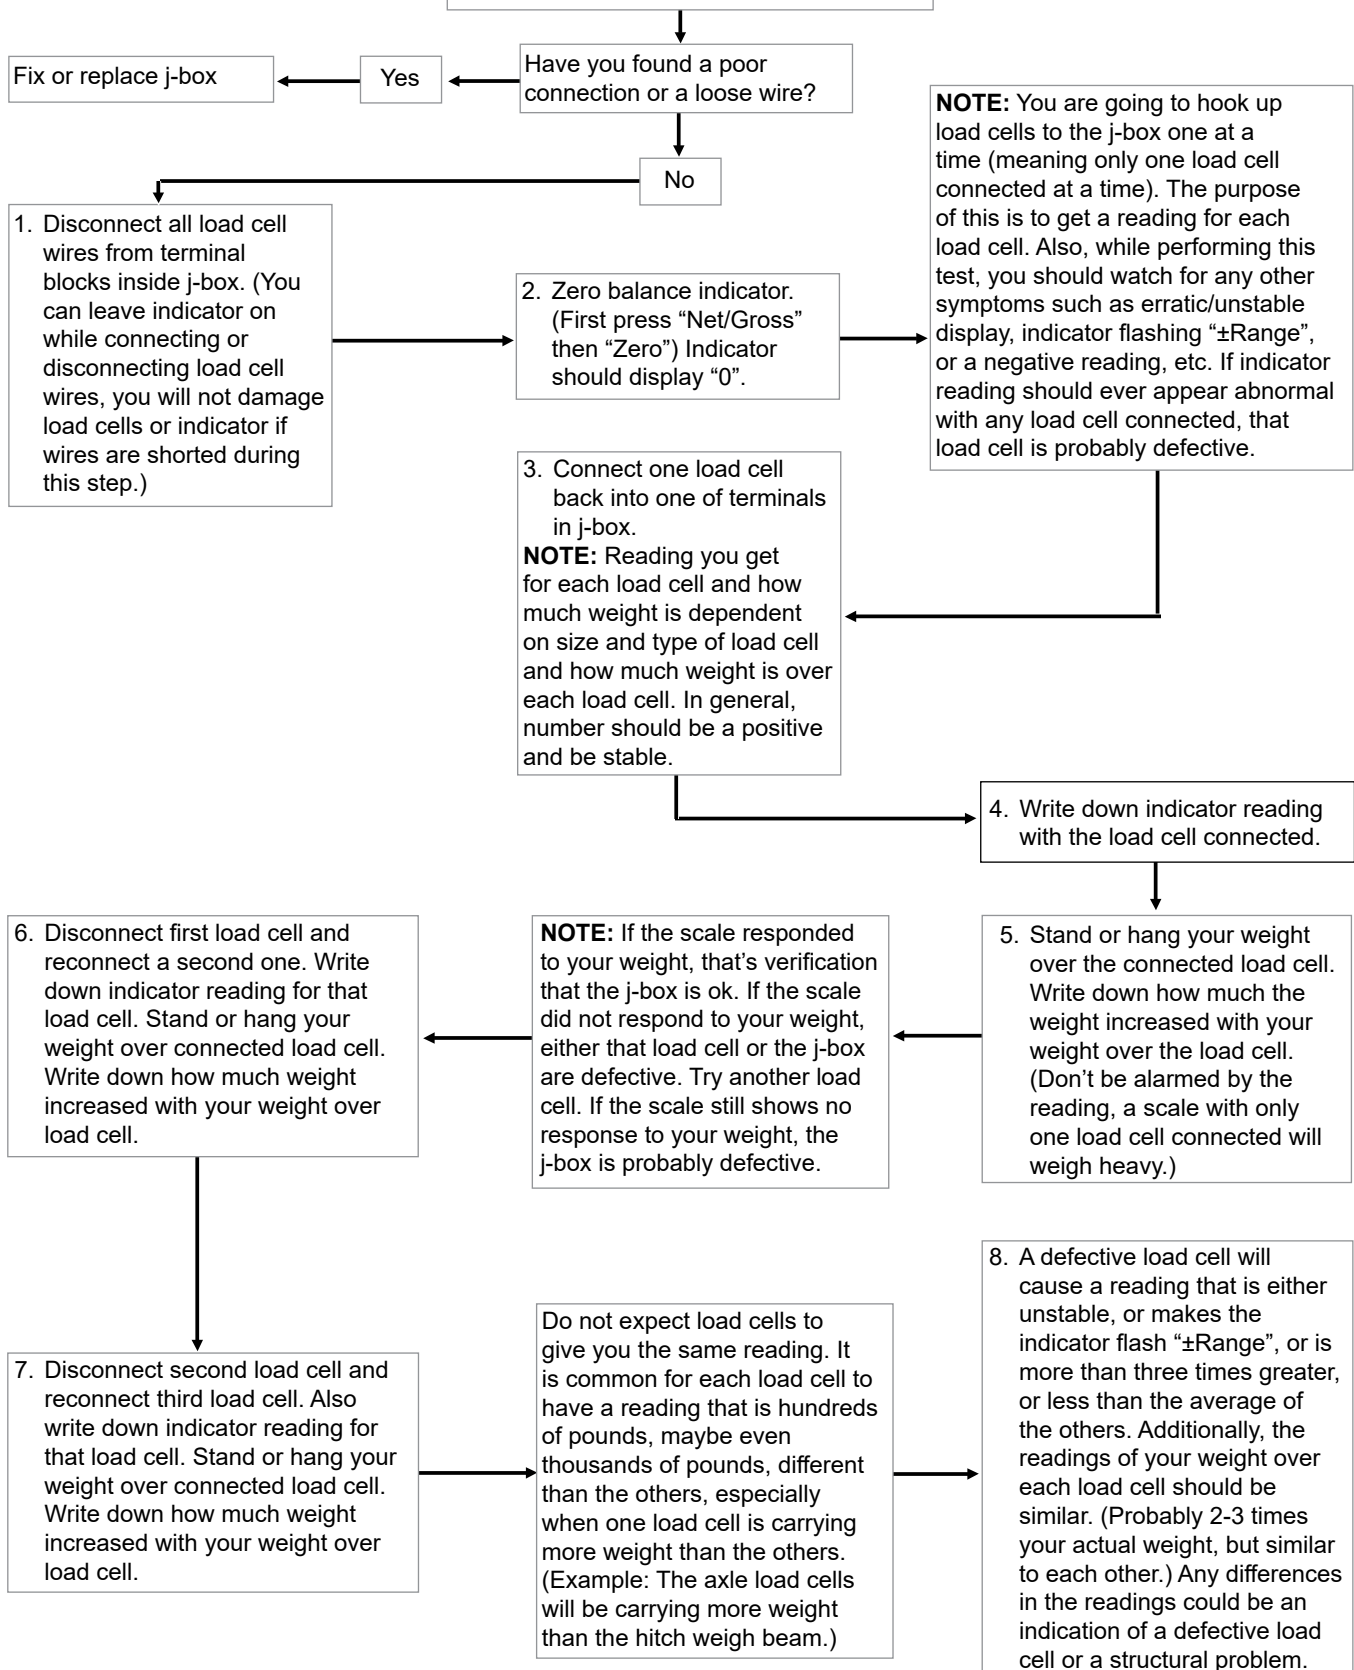 Have you found a poor
connection or a loose wire?
Yes
Fix or replace j-box
No
1. Disconnect all load cell
wires from terminal
blocks inside j-box. (You
can leave indicator on
while connecting or
disconnecting load cell
wires, you will not damage
load cells or indicator if
wires are shorted during
this step.)
2. Zero balance indicator.
(First press “Net/Gross”
then “Zero”) Indicator
should display “0”.
NOTE: You are going to hook up
load cells to the j-box one at a
time (meaning only one load cell
connected at a time). The purpose
of this is to get a reading for each
load cell. Also, while performing this
test, you should watch for any other
symptoms such as erratic/unstable
display, indicator flashing “±Range”,
or a negative reading, etc. If indicator
reading should ever appear abnormal
with any load cell connected, that
load cell is probably defective.
3. Connect one load cell
back into one of terminals
in j-box.
NOTE: Reading you get
for each load cell and how
much weight is dependent
on size and type of load cell
and how much weight is over
each load cell. In general,
number should be a positive
and be stable.
4. Write down indicator reading
with the load cell connected.
5. Stand or hang your weight
over the connected load cell.
Write down how much the
weight increased with your
weight over the load cell.
(Don’t be alarmed by the
reading, a scale with only
one load cell connected will
weigh heavy.)
NOTE: If the scale responded
to your weight, that’s verification
that the j-box is ok. If the scale
did not respond to your weight,
either that load cell or the j-box
are defective. Try another load
cell. If the scale still shows no
response to your weight, the
j-box is probably defective.
6. Disconnect first load cell and
reconnect a second one. Write
down indicator reading for that
load cell. Stand or hang your
weight over connected load cell.
Write down how much weight
increased with your weight over
load cell.
7. Disconnect second load cell and
reconnect third load cell. Also
write down indicator reading for
that load cell. Stand or hang your
weight over connected load cell.
Write down how much weight
increased with your weight over
load cell.
Do not expect load cells to
give you the same reading. It
is common for each load cell to
have a reading that is hundreds
of pounds, maybe even
thousands of pounds, different
than the others, especially
when one load cell is carrying
more weight than the others.
(Example: The axle load cells
will be carrying more weight
than the hitch weigh beam.)
8. A defective load cell will
cause a reading that is either
unstable, or makes the
indicator flash “±Range”, or is
more than three times greater,
or less than the average of
the others. Additionally, the
readings of your weight over
each load cell should be
similar. (Probably 2-3 times
your actual weight, but similar
to each other.) Any differences
in the readings could be an
indication of a defective load
cell or a structural problem.